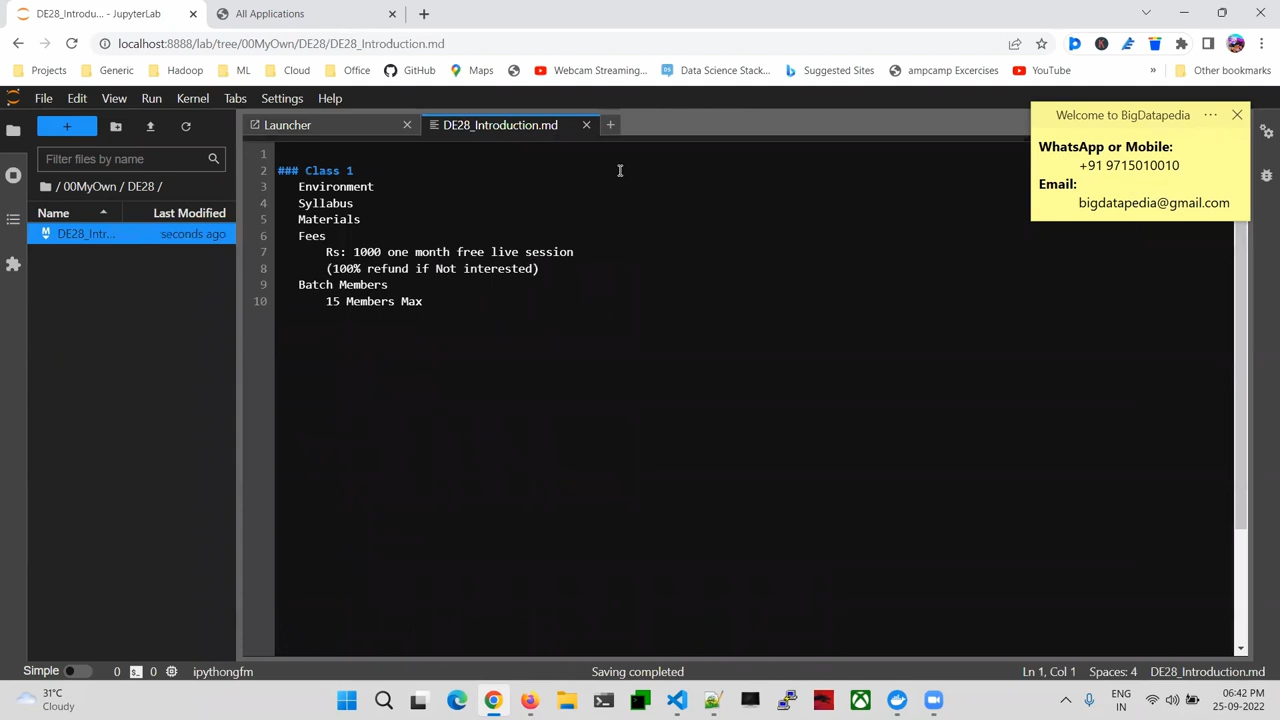 DE28_Introdu... - JupyterLab
All Applications
localhost:8888/lab/tree/00MyOwn/DE28/DE28_Introduction.md
Projects
Generic
Hadoop
ML
Cloud
Office
GitHub
Maps
Webcam Streaming...
Data Science Stack...
Suggested Sites
ampcamp Excercises
YouTube
»
Other bookmarks
File Edit View Run Kernel Tabs Settings Help
Launcher
DE28_Introduction.md
Filter files by name
/ 00MyOwn / DE28 /
Name
Last Modified
DE28_Intr...
seconds ago
1
2 ### Class 1
3 Environment
4 Syllabus
5 Materials
6 Fees
7 Rs: 1000 one month free live session
8 (100% refund if Not interested)
9 Batch Members
10 15 Members Max
Welcome to BigDatapedia
WhatsApp or Mobile:
+91 9715010010
Email:
bigdatapedia@gmail.com
Simple
0
0
ipythongfm
Saving completed
Ln 1, Col 1
Spaces: 4
DE28_Introduction.md
31°C
Cloudy
ENG
IN
06:42 PM
25-09-2022